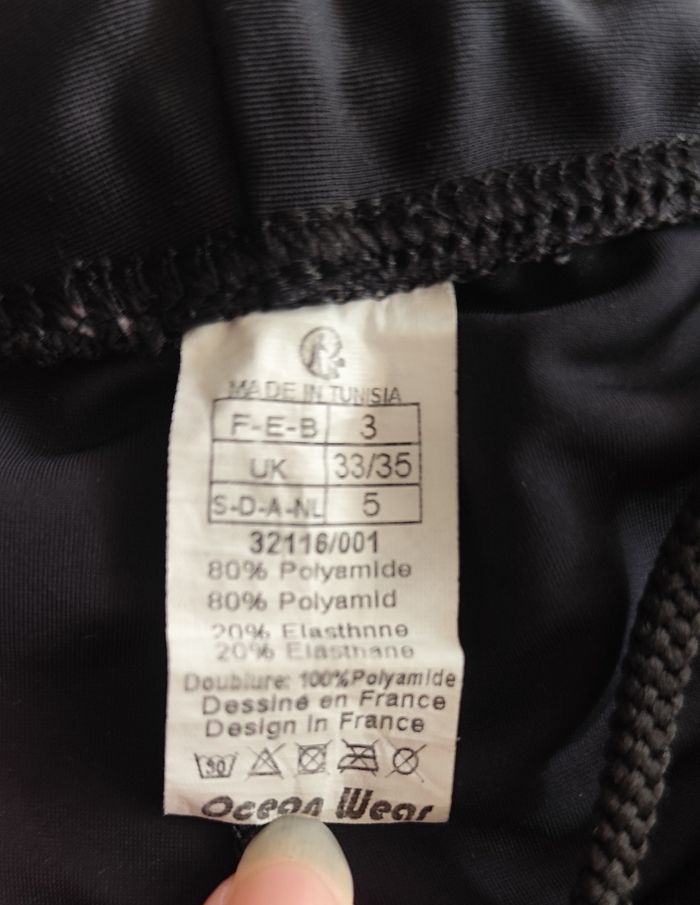 MADE IN TUNISIA
F-E-B 3
UK 33/35
S-D-A-NL 5
32116/001
80% Polyamide
80% Polyamid
20% Elasthnne
20% Elasthane
Doublure: 100%Polyamide
Dessiné en France
Design in France
30
Ocean Wear